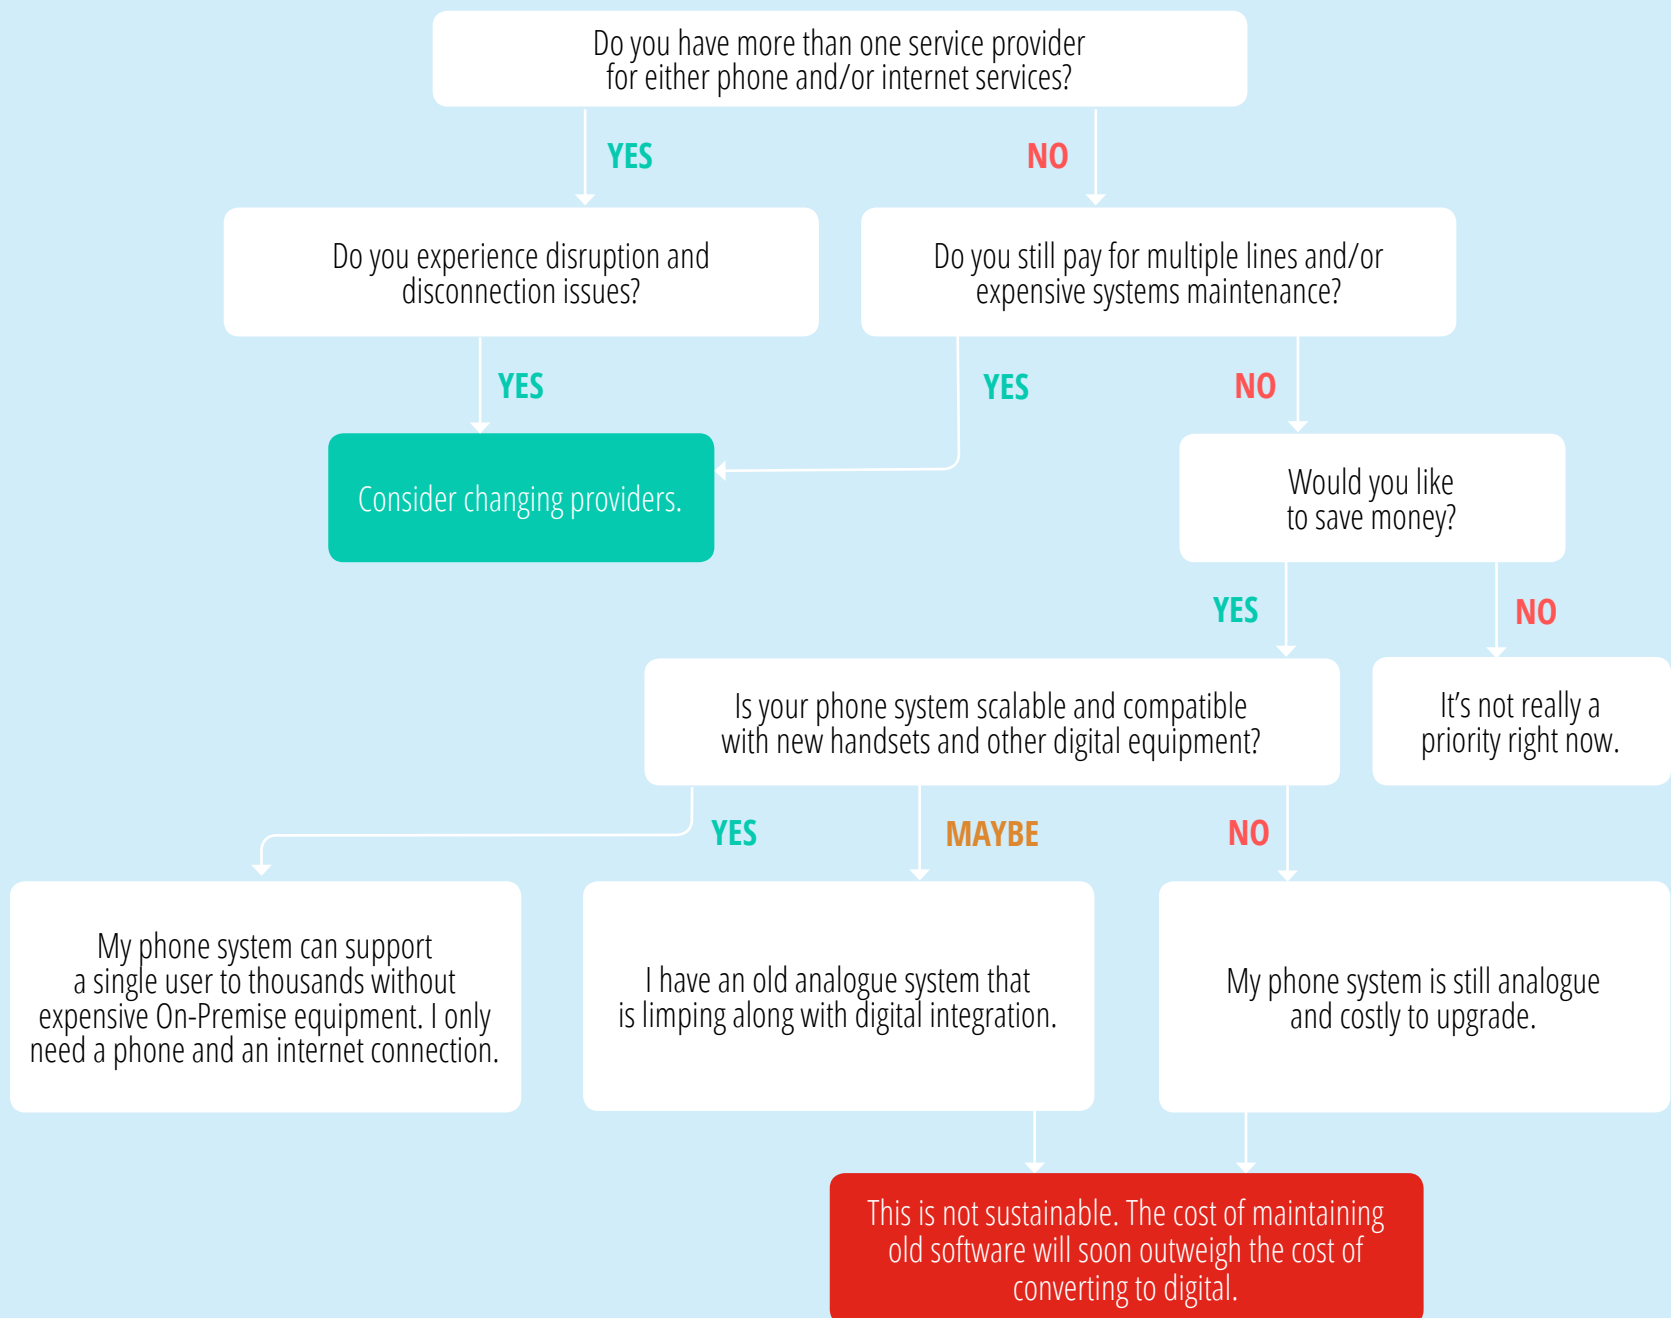 Do you have more than one service provider
for either phone and/or internet services?
YES
NO
Do you experience disruption and
disconnection issues?
Do you still pay for multiple lines and/or
expensive systems maintenance?
YES
YES
NO
Consider changing providers.
Would you like
to save money?
YES
NO
Is your phone system scalable and compatible
with new handsets and other digital equipment?
It’s not really a
priority right now.
YES
MAYBE
NO
My phone system can support
a single user to thousands without
expensive On-Premise equipment. I only
need a phone and an internet connection.
I have an old analogue system that
is limping along with digital integration.
My phone system is still analogue
and costly to upgrade.
This is not sustainable. The cost of maintaining
old software will soon outweigh the cost of
converting to digital.